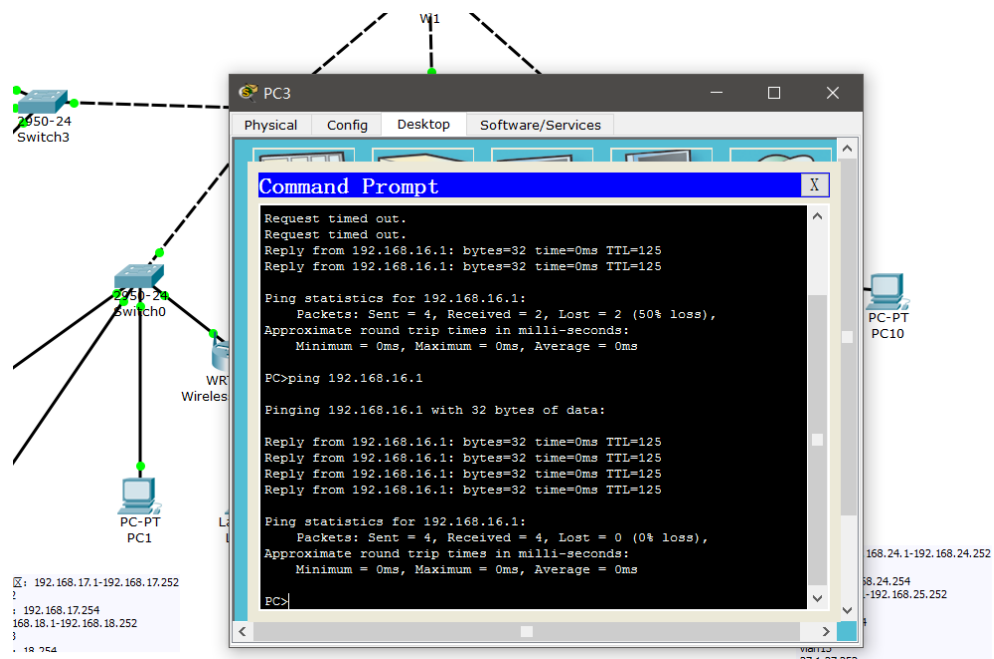 W1
PC3
Physical Config Desktop Software/Services
2950-24
Switch3
Command Prompt X
Request timed out.
Request timed out.
Reply from 192.168.16.1: bytes=32 time=0ms TTL=125
Reply from 192.168.16.1: bytes=32 time=0ms TTL=125
Ping statistics for 192.168.16.1:
Packets: Sent = 4, Received = 2, Lost = 2 (50% loss),
Approximate round trip times in milli-seconds:
Minimum = 0ms, Maximum = 0ms, Average = 0ms
PC>ping 192.168.16.1
Pinging 192.168.16.1 with 32 bytes of data:
Reply from 192.168.16.1: bytes=32 time=0ms TTL=125
Reply from 192.168.16.1: bytes=32 time=0ms TTL=125
Reply from 192.168.16.1: bytes=32 time=0ms TTL=125
Reply from 192.168.16.1: bytes=32 time=0ms TTL=125
Ping statistics for 192.168.16.1:
Packets: Sent = 4, Received = 4, Lost = 0 (0% loss),
Approximate round trip times in milli-seconds:
Minimum = 0ms, Maximum = 0ms, Average = 0ms
PC>
2950-24
Switch0
WR
Wireles
PC-PT
PC10
PC-PT
PC1
区: 192.168.17.1-192.168.17.252
: 192.168.17.254
168.18.1-192.168.18.252
: 18.254
168.24.1-192.168.24.252
8.24.254
-192.168.25.252